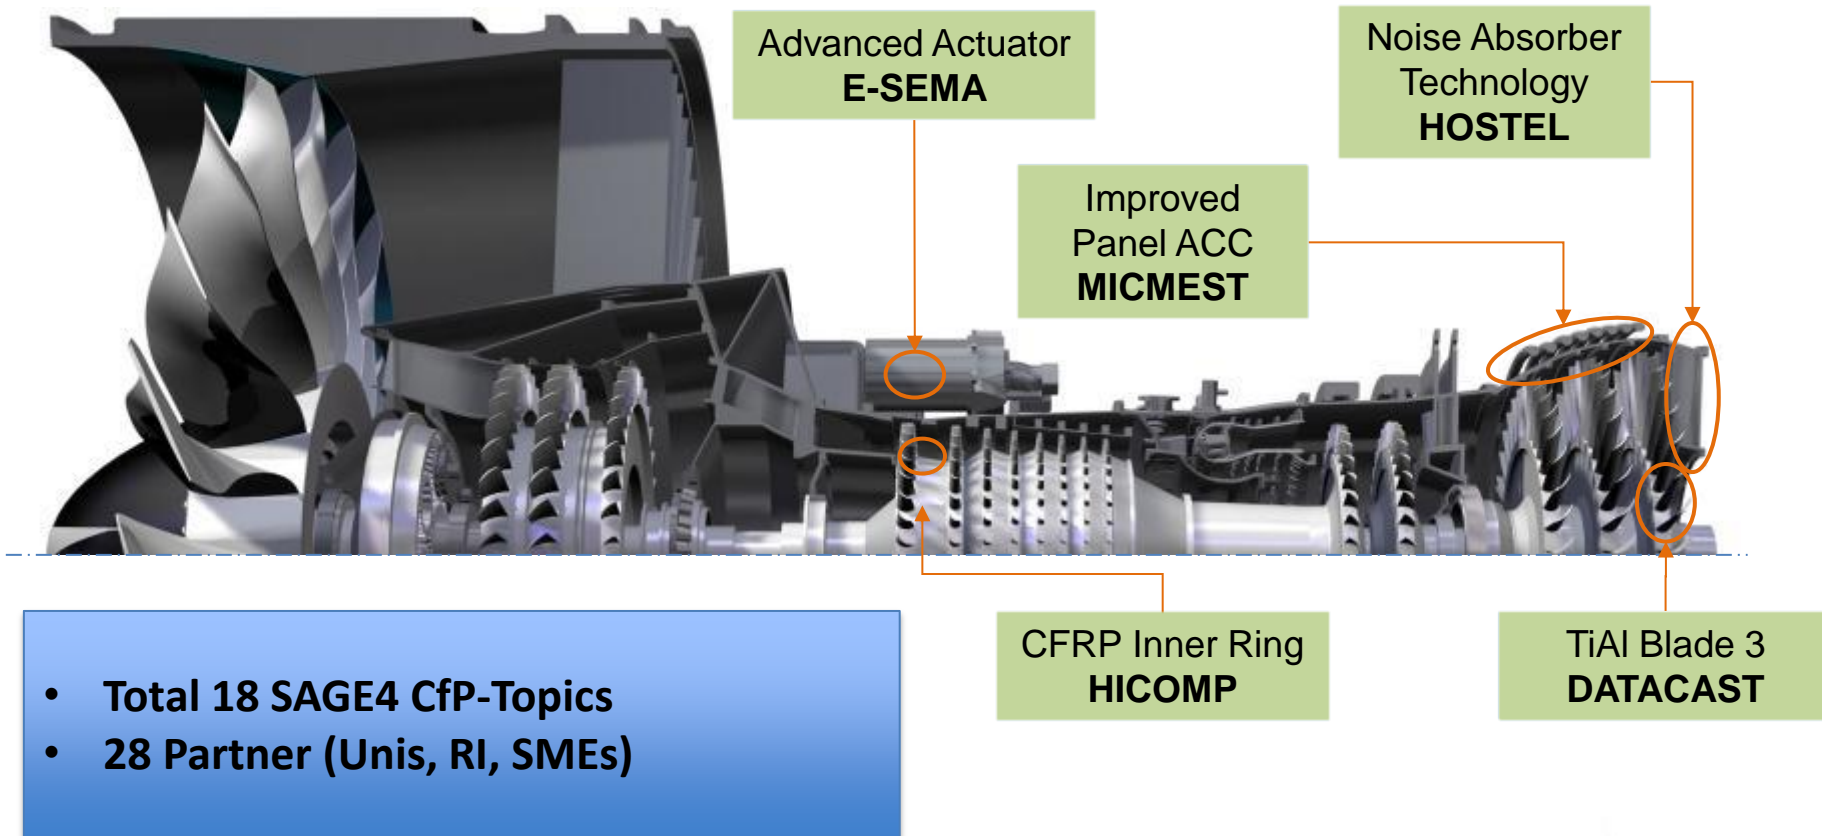 Advanced Actuator
E-SEMA
Noise Absorber
Technology
HOSTEL
Improved
Panel ACC
MICMEST
CFRP Inner Ring
HICOMP
TiAl Blade 3
DATACAST
• Total 18 SAGE4 CfP-Topics
• 28 Partner (Unis, RI, SMEs)